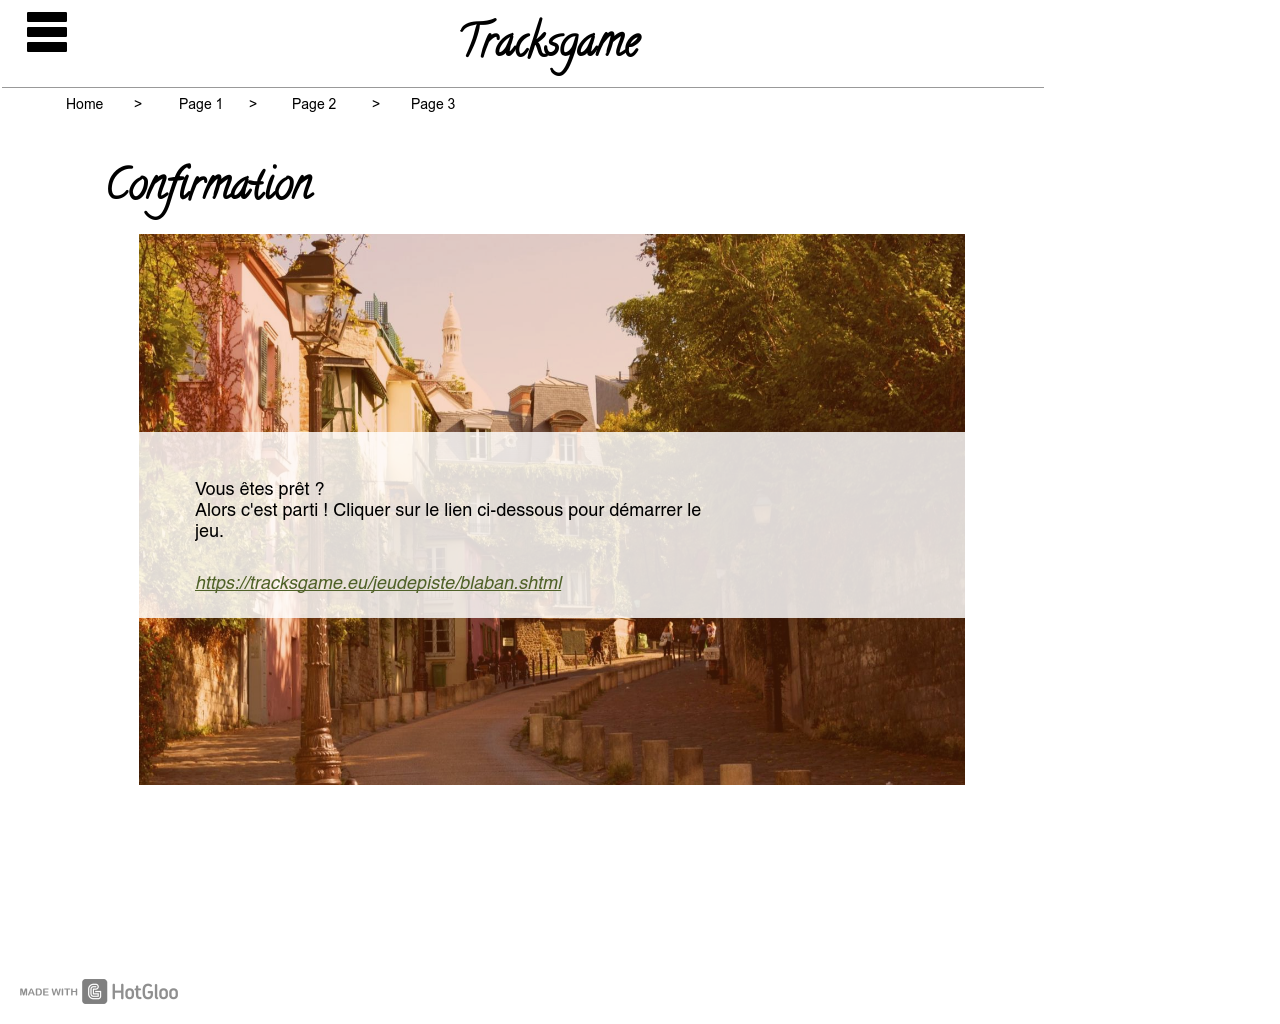 Tracksgame
Home > Page 1 > Page 2 > Page 3
Confirmation
Vous êtes prêt ?
Alors c'est parti ! Cliquer sur le lien ci-dessous pour démarrer le
jeu.
https://tracksgame.eu/jeudepiste/blaban.shtml
MADE WITH HotGloo